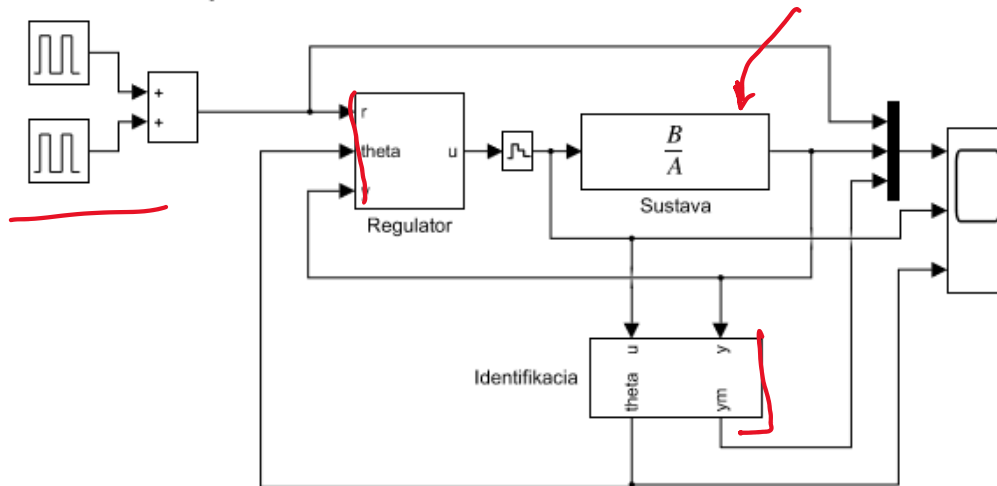 +
+
r
theta
u
Regulator
B
A
Sustava
Identifikacia
u
y
theta
ym